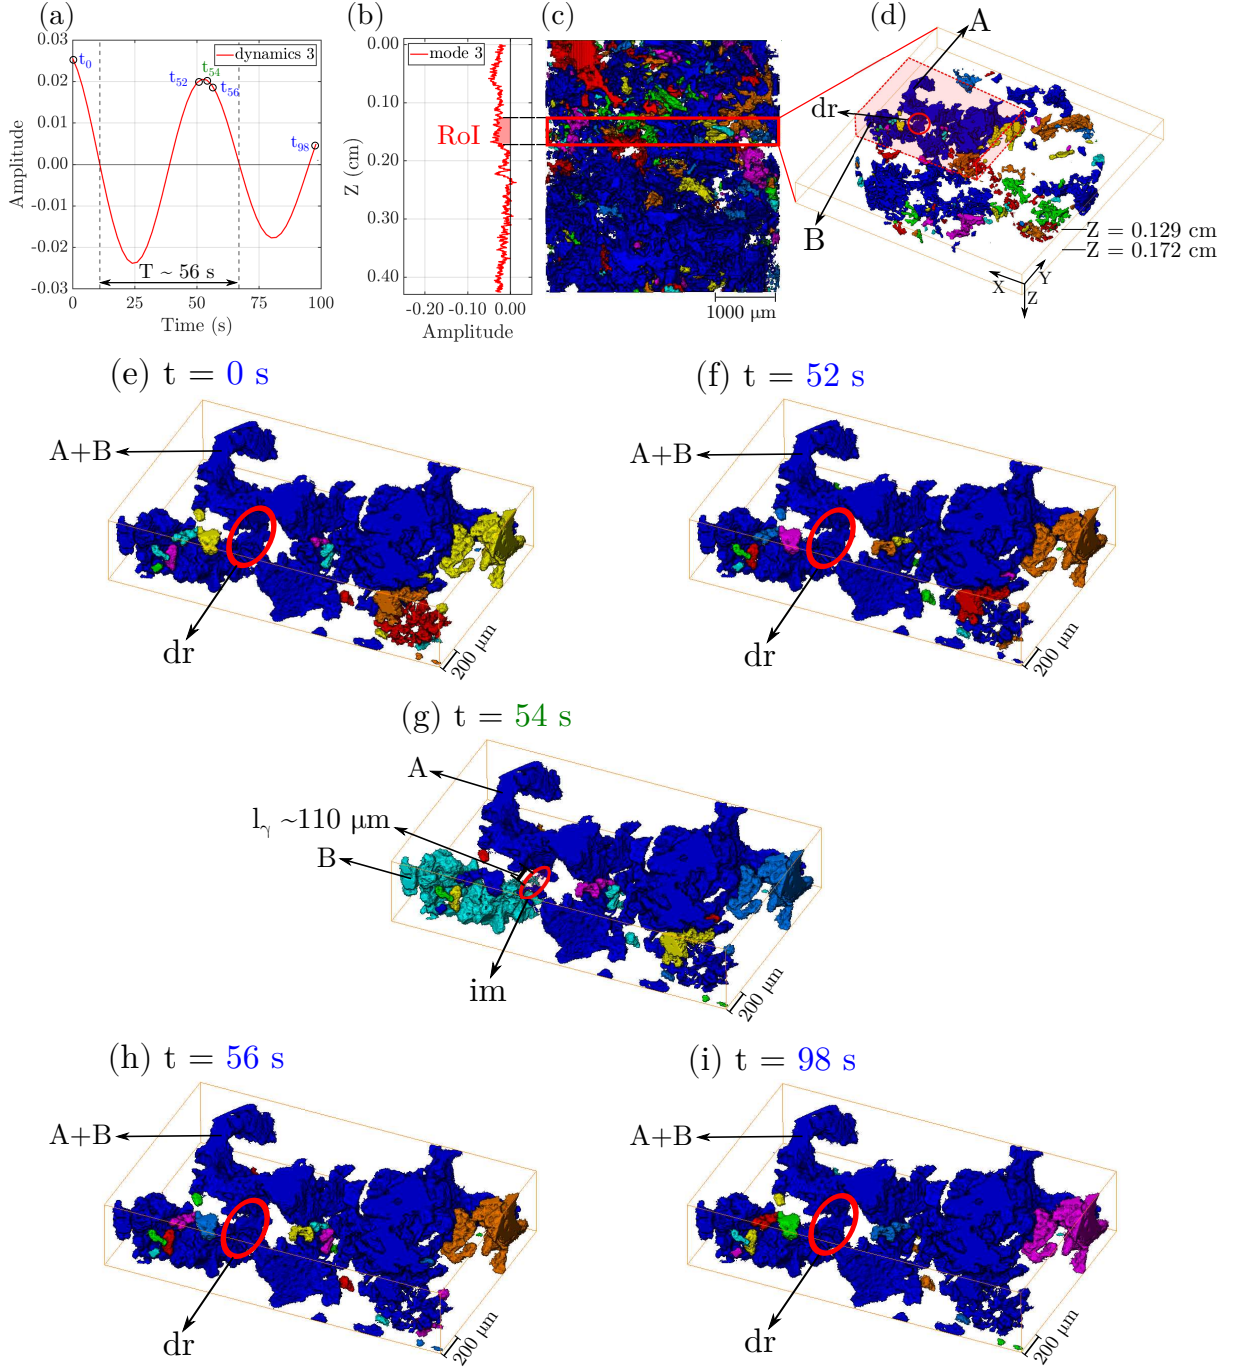 (a)
0.03
0.02
0.01
0.00
-0.01
-0.02
-0.03
Amplitude
dynamics 3
t0
t52
t54
t56
t98
T ~ 56 s
0
25
50
75
100
Time (s)
(b)
0.00
0.10
0.20
0.30
0.40
Z (cm)
mode 3
RoI
-0.20 -0.10 0.00
Amplitude
(c)
1000 μm
(d)
A
dr
B
Z = 0.129 cm
Z = 0.172 cm
X
Y
Z
(e) t = 0 s
A+B
dr
200 μm
(f) t = 52 s
A+B
dr
200 μm
(g) t = 54 s
A
lγ ~110 μm
B
im
200 μm
(h) t = 56 s
A+B
dr
200 μm
(i) t = 98 s
A+B
dr
200 μm